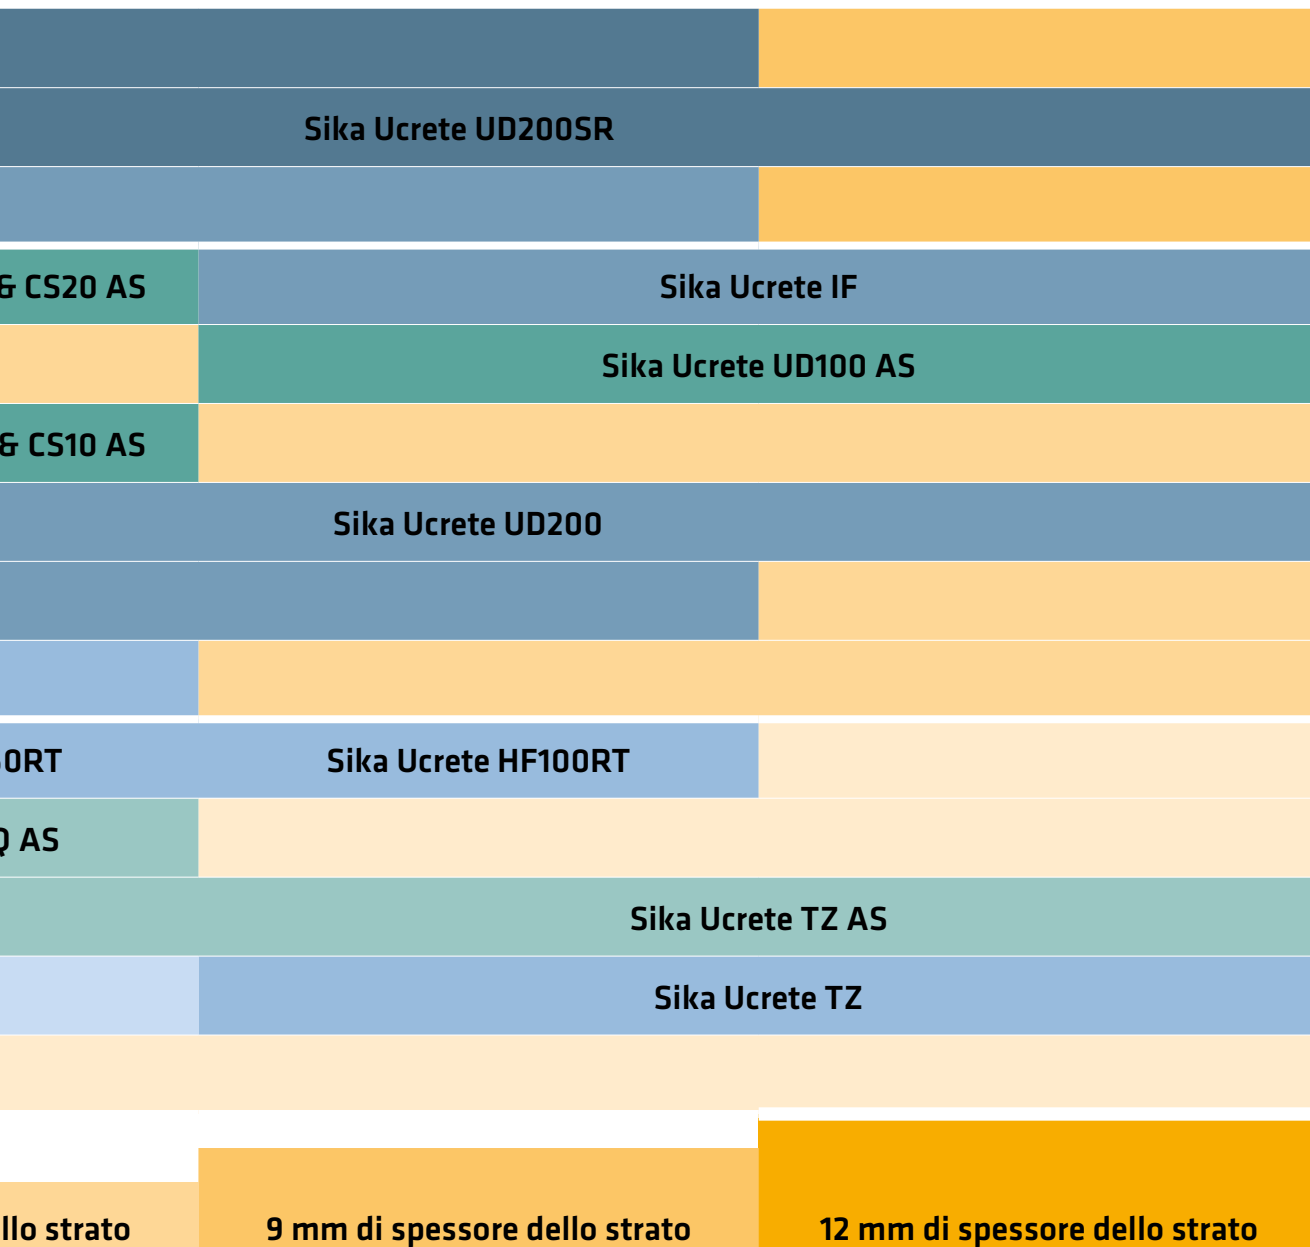 Sika Ucrete UD200SR
& CS20 AS
Sika Ucrete IF
Sika Ucrete UD100 AS
& CS10 AS
Sika Ucrete UD200
0RT
Sika Ucrete HF100RT
Q AS
Sika Ucrete TZ AS
Sika Ucrete TZ
llo strato
9 mm di spessore dello strato
12 mm di spessore dello strato